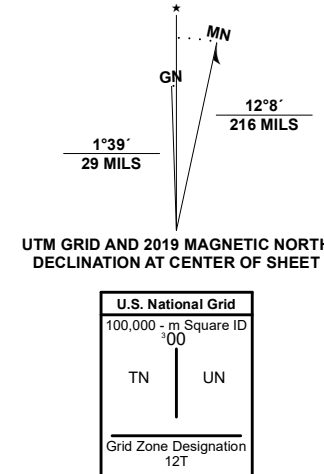 ★
MN
GN
12°8´
216 MILS
1°39´
29 MILS
UTM GRID AND 2019 MAGNETIC NORTH
DECLINATION AT CENTER OF SHEET
U.S. National Grid
100,000 - m Square ID
³00
TN UN
Grid Zone Designation
12T